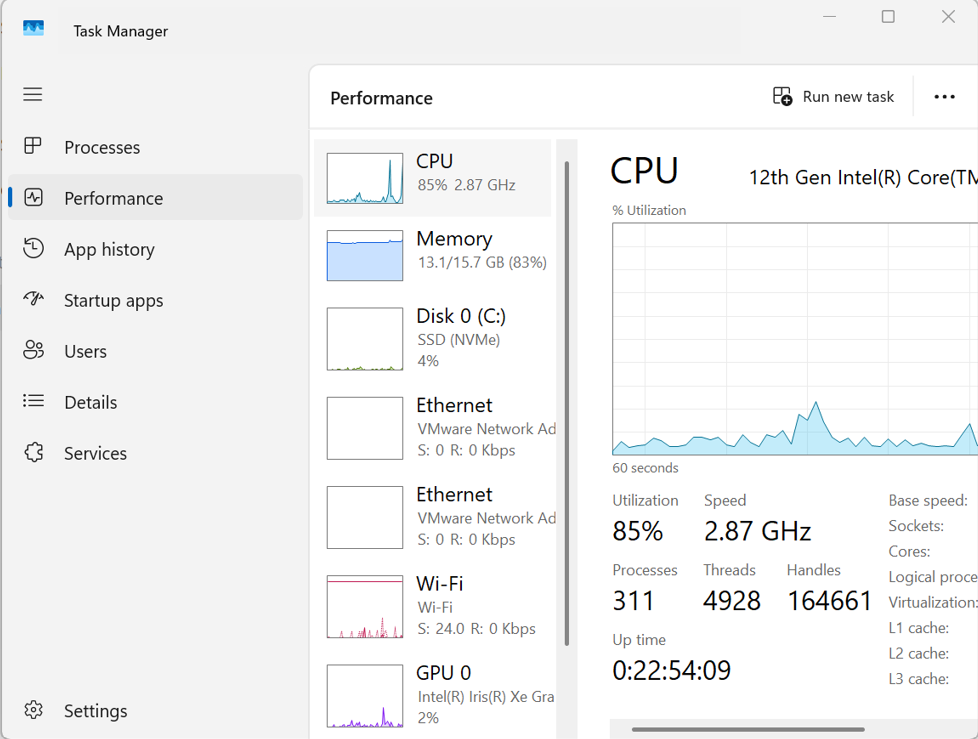 Task Manager
Performance
Run new task
Processes
Performance
App history
Startup apps
Users
Details
Services
Settings
CPU
85% 2.87 GHz
Memory
13.1/15.7 GB (83%)
Disk 0 (C:)
SSD (NVMe)
4%
Ethernet
VMware Network Ad
S: 0 R: 0 Kbps
Ethernet
VMware Network Ad
S: 0 R: 0 Kbps
Wi-Fi
Wi-Fi
S: 24.0 R: 0 Kbps
GPU 0
Intel(R) Iris(R) Xe Gra
2%
CPU 12th Gen Intel(R) Core(TM
% Utilization
60 seconds
Utilization Speed
85% 2.87 GHz
Processes Threads Handles
311 4928 164661
Up time
0:22:54:09
Base speed:
Sockets:
Cores:
Logical proce
Virtualization:
L1 cache:
L2 cache:
L3 cache: